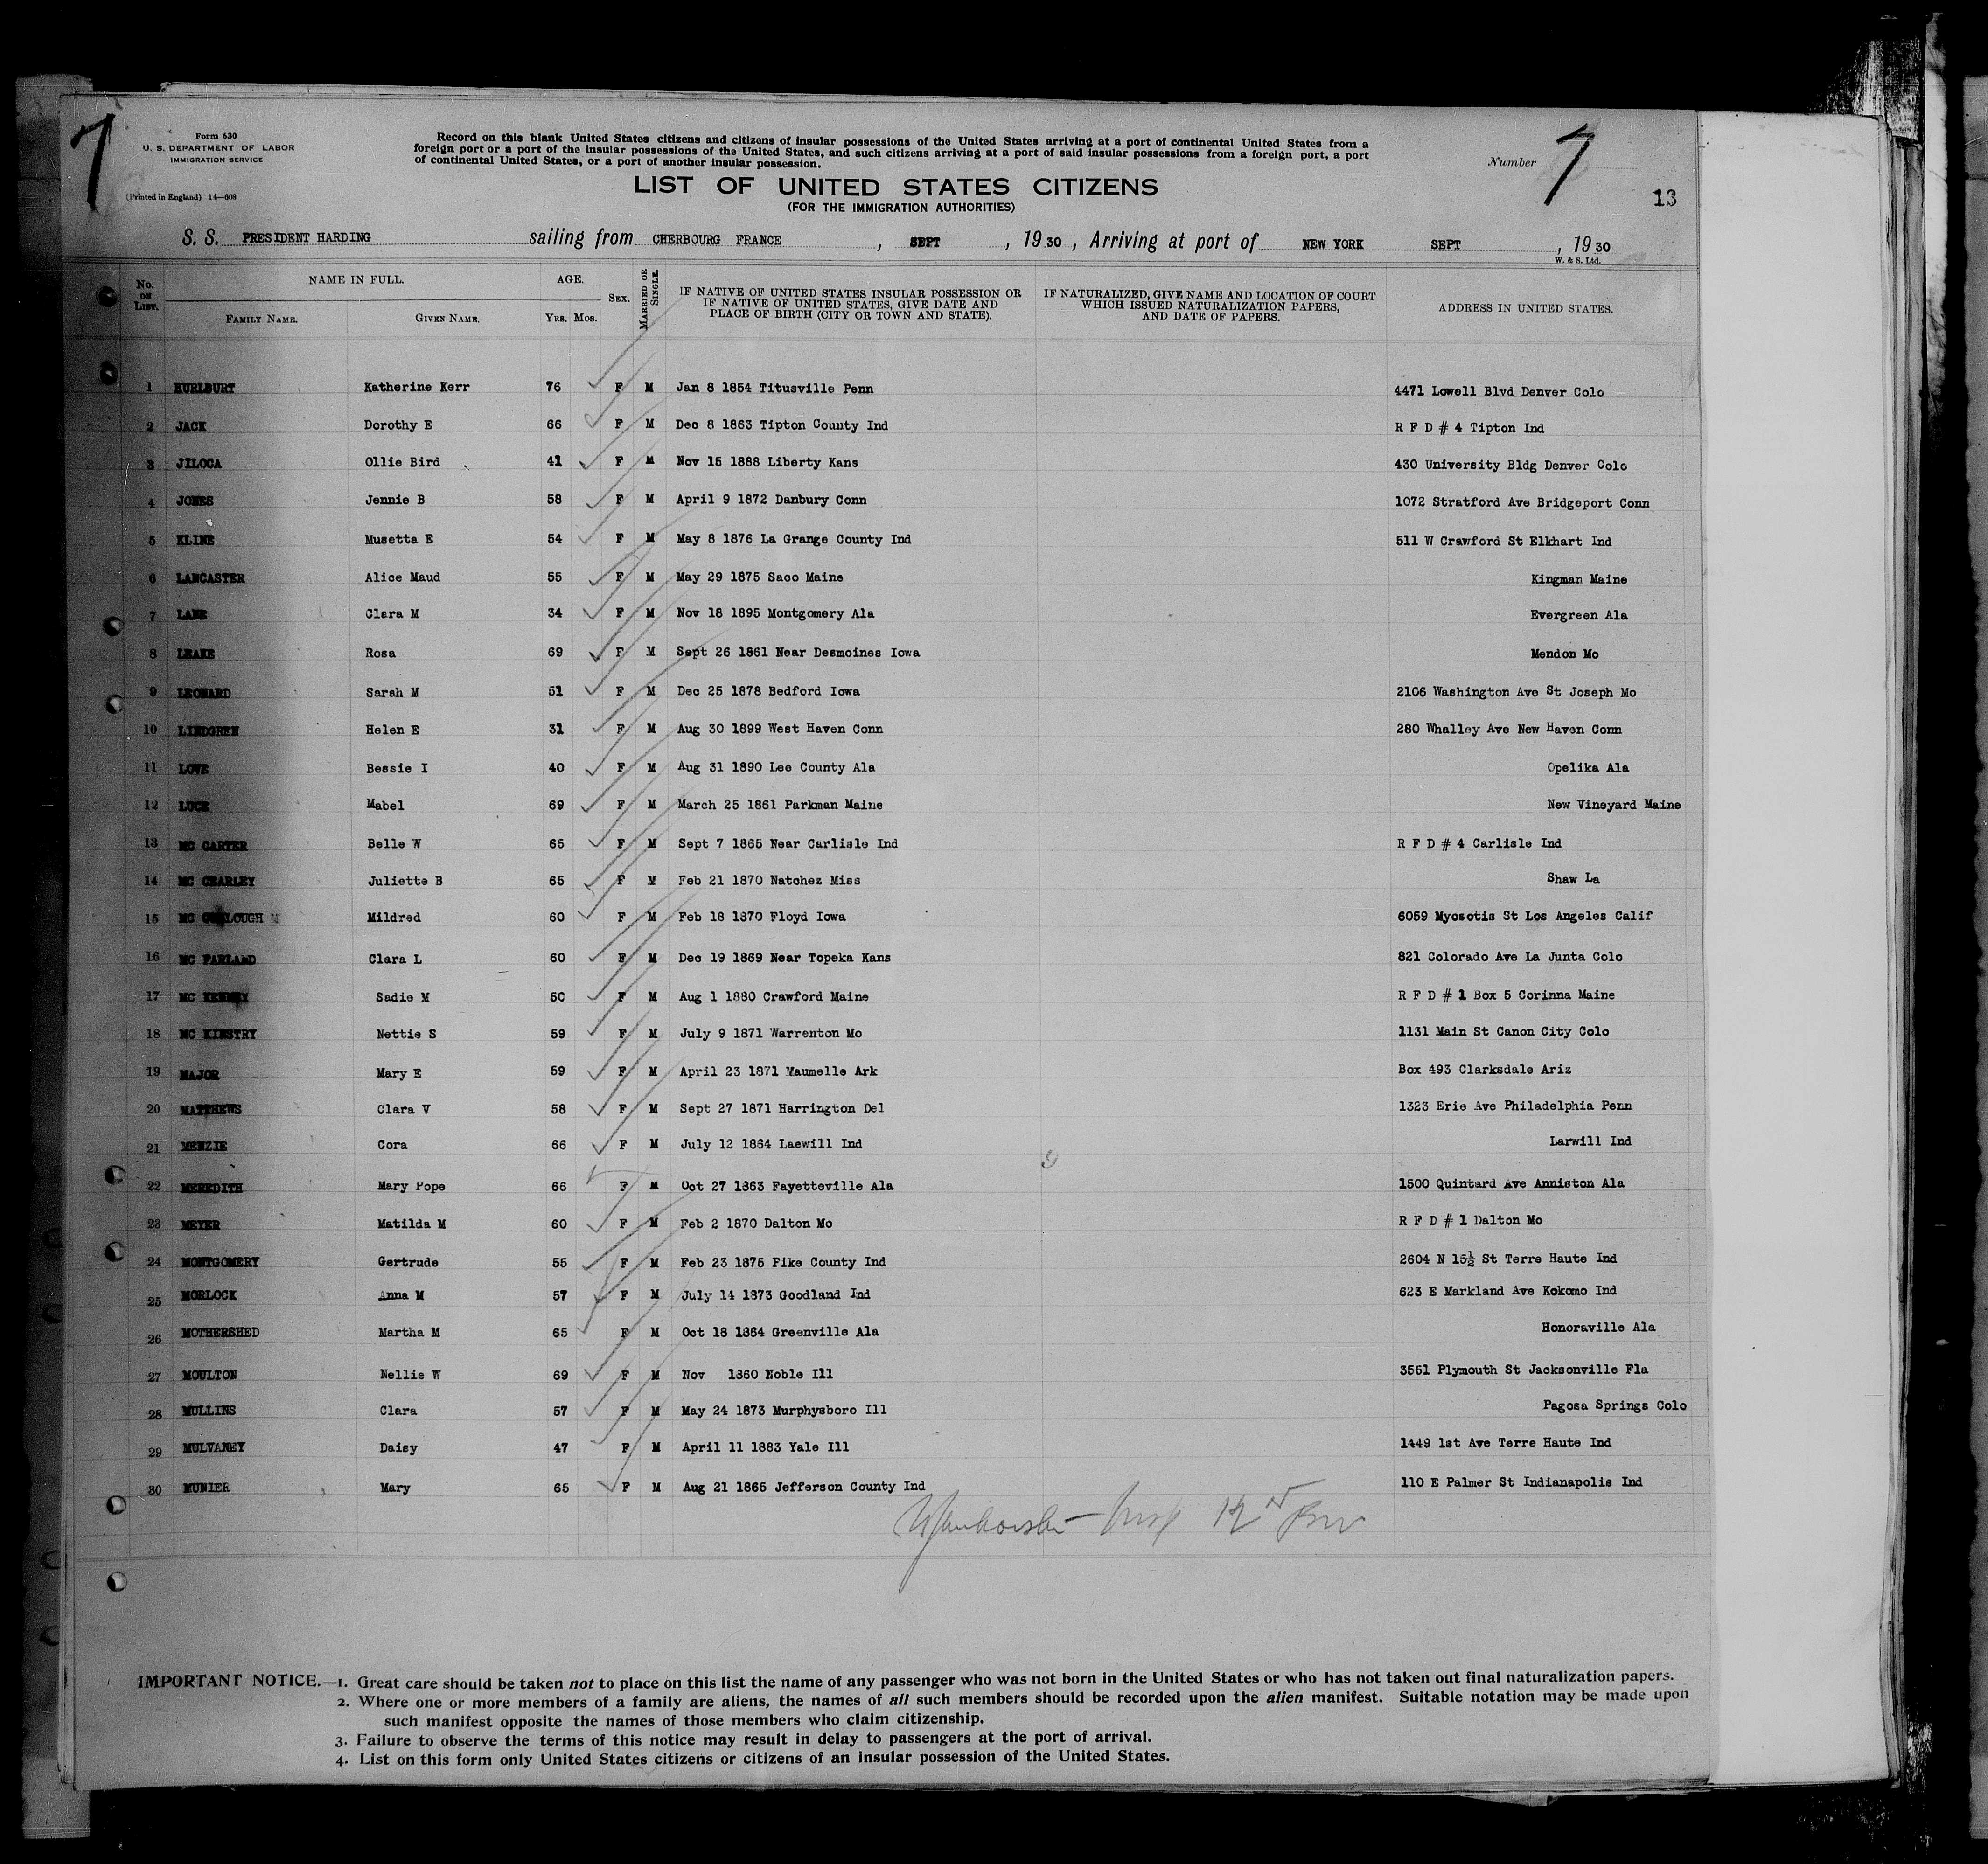 7
Form 630
U. S. DEPARTMENT OF LABOR
IMMIGRATION SERVICE
(Printed in England) 14—608
Record on this blank United States citizens and citizens of insular possessions of the United States arriving at a port of continental United States from a
foreign port or a port of the insular possessions of the United States, and such citizens arriving at a port of said insular possessions from a foreign port, a port
of continental United States, or a port of another insular possession.
Number 7
13
LIST OF UNITED STATES CITIZENS
(FOR THE IMMIGRATION AUTHORITIES)
S. S. PRESIDENT HARDING sailing from CHERBOURG FRANCE , SEPT , 1930 , Arriving at port of NEW YORK SEPT , 1930
W. & S. Ltd.
No. ON LIST. NAME IN FULL. FAMILY NAME. GIVEN NAME. AGE. YRS. MOS. SEX. MARRIED OR SINGLE. IF NATIVE OF UNITED STATES INSULAR POSSESSION OR IF NATIVE OF UNITED STATES, GIVE DATE AND PLACE OF BIRTH (CITY OR TOWN AND STATE). IF NATURALIZED, GIVE NAME AND LOCATION OF COURT WHICH ISSUED NATURALIZATION PAPERS, AND DATE OF PAPERS. ADDRESS IN UNITED STATES.
1 HURLBURT Katherine Kerr 76 F M Jan 8 1854 Titusville Penn 4471 Lowell Blvd Denver Colo
2 JACK Dorothy E 66 F M Dec 8 1863 Tipton County Ind R F D # 4 Tipton Ind
3 JILOCA Ollie Bird 41 F M Nov 15 1888 Liberty Kans 430 University Bldg Denver Colo
4 JONES Jennie B 58 F M April 9 1872 Danbury Conn 1072 Stratford Ave Bridgeport Conn
5 KLINE Musetta E 54 F M May 8 1876 La Grange County Ind 511 W Crawford St Elkhart Ind
6 LANCASTER Alice Maud 55 F M May 29 1875 Saco Maine Kingman Maine
7 LANE Clara M 34 F M Nov 18 1895 Montgomery Ala Evergreen Ala
8 LEAKE Rosa 69 F M Sept 26 1861 Near Desmoines Iowa Mendon Mo
9 LEONARD Sarah M 51 F M Dec 25 1878 Bedford Iowa 2106 Washington Ave St Joseph Mo
10 LINDGREN Helen E 31 F M Aug 30 1899 West Haven Conn 280 Whalley Ave New Haven Conn
11 LOVE Bessie I 40 F M Aug 31 1890 Lee County Ala Opelika Ala
12 LUCE Mabel 69 F M March 25 1861 Parkman Maine New Vineyard Maine
13 MC CARTER Belle W 65 F M Sept 7 1865 Near Carlisle Ind R F D # 4 Carlisle Ind
14 MC CEARLEY Juliette B 65 F M Feb 21 1870 Natchez Miss Shaw La
15 MC Mildred 60 F M Feb 18 1870 Floyd Iowa 6059 Myosotis St Los Angeles Calif
16 MC FARLAND Clara L 60 F M Dec 19 1869 Near Topeka Kans 821 Colorado Ave La Junta Colo
17 MC Sadie M 50 F M Aug 1 1880 Crawford Maine R F D # 1 Box 5 Corinna Maine
18 MC KINSTRY Nettie S 59 F M July 9 1871 Warrenton Mo 1131 Main St Canon City Colo
19 MAJOR Mary E 59 F M April 23 1871 Maumelle Ark Box 493 Clarksdale Ariz
20 MATTHEWS Clara V 58 F M Sept 27 1871 Harrington Del 1323 Erie Ave Philadelphia Penn
21 MENZIE Cora 66 F M July 12 1864 Laewill Ind Larwill Ind
22 MEREDITH Mary Pope 66 F M Oct 27 1863 Fayetteville Ala 1500 Quintard Ave Anniston Ala
23 MEYER Matilda M 60 F M Feb 2 1870 Dalton Mo R F D # 1 Dalton Mo
24 MONTGOMERY Gertrude 55 F M Feb 23 1875 Pike County Ind 2604 N 15½ St Terre Haute Ind
25 MORLOCK Anna M 57 F M July 14 1873 Goodland Ind 623 E Markland Ave Kokomo Ind
26 MOTHERSHED Martha M 65 F M Oct 18 1864 Greenville Ala Honoraville Ala
27 MOULTON Nellie W 69 F M Nov 1860 Noble Ill 3551 Plymouth St Jacksonville Fla
28 MULLINS Clara 57 F M May 24 1873 Murphysboro Ill Pagosa Springs Colo
29 MULVANEY Daisy 47 F M April 11 1883 Yale Ill 1449 1st Ave Terre Haute Ind
30 MUNIER Mary 65 F M Aug 21 1865 Jefferson County Ind 110 E Palmer St Indianapolis Ind
IMPORTANT NOTICE.—1. Great care should be taken not to place on this list the name of any passenger who was not born in the United States or who has not taken out final naturalization papers.
2. Where one or more members of a family are aliens, the names of all such members should be recorded upon the alien manifest. Suitable notation may be made upon
such manifest opposite the names of those members who claim citizenship.
3. Failure to observe the terms of this notice may result in delay to passengers at the port of arrival.
4. List on this form only United States citizens or citizens of an insular possession of the United States.